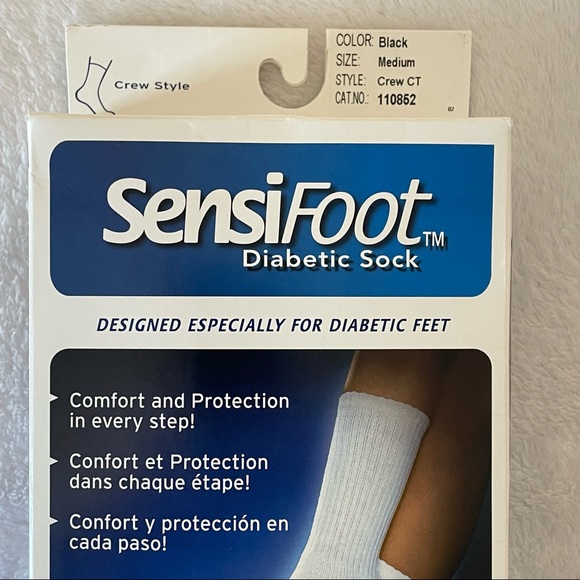 Crew Style
COLOR: Black
SIZE: Medium
STYLE: Crew CT
CAT.NO.: 110852
SensiFoot™
Diabetic Sock
DESIGNED ESPECIALLY FOR DIABETIC FEET
Comfort and Protection
in every step!
Confort et Protection
dans chaque étape!
Confort y protección en
cada paso!